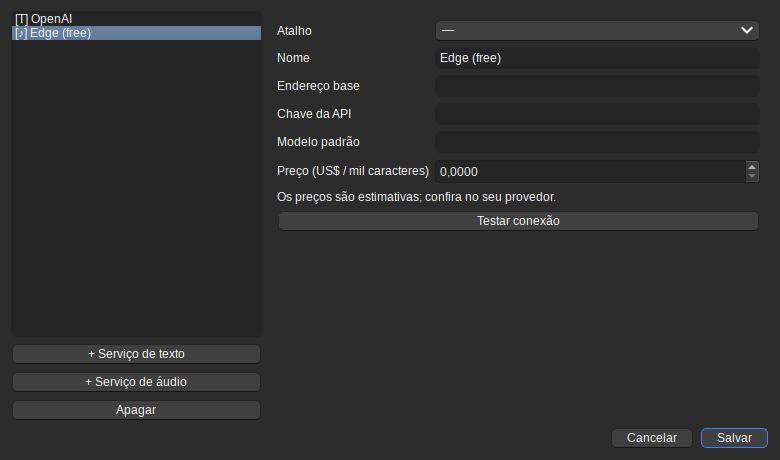 [T] OpenAI
[♪] Edge (free)
+ Serviço de texto
+ Serviço de áudio
Apagar
Atalho
—
Nome
Edge (free)
Endereço base
Chave da API
Modelo padrão
Preço (US$ / mil caracteres)
0,0000
Os preços são estimativas; confira no seu provedor.
Testar conexão
Cancelar
Salvar